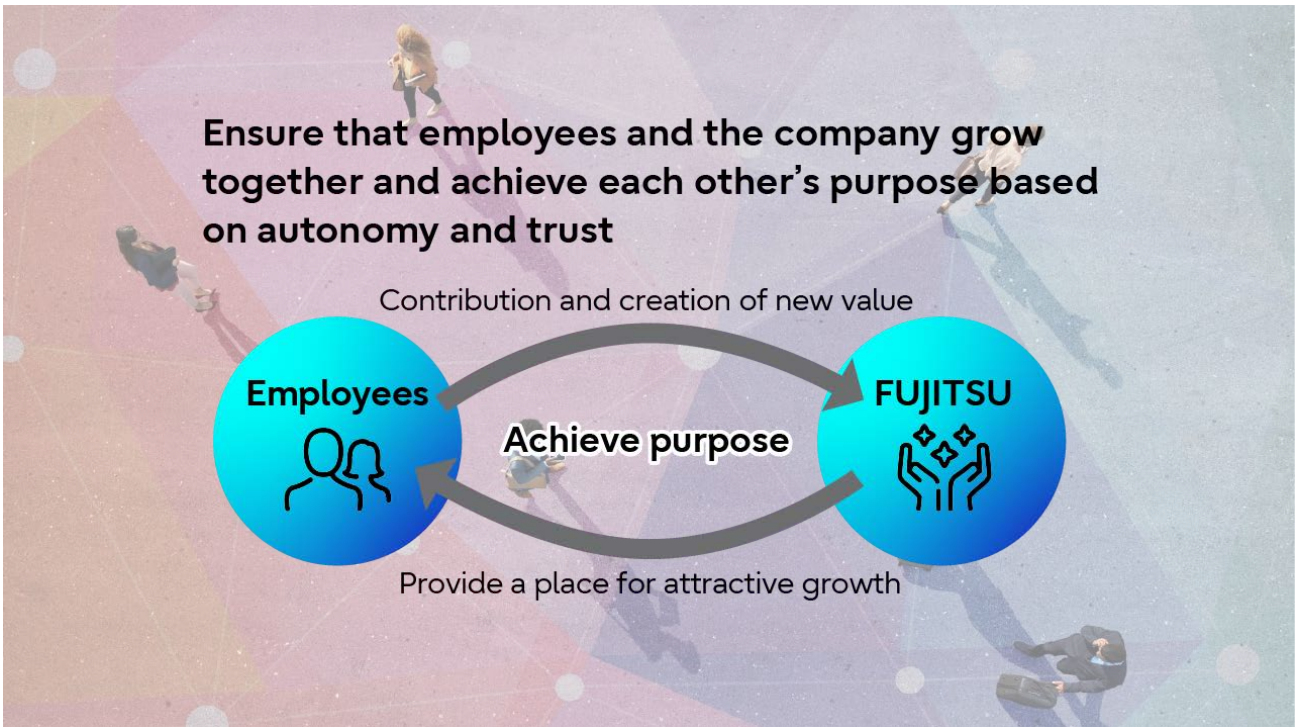 Ensure that employees and the company grow
together and achieve each other’s purpose based
on autonomy and trust
Contribution and creation of new value
Employees
FUJITSU
Achieve purpose
Provide a place for attractive growth